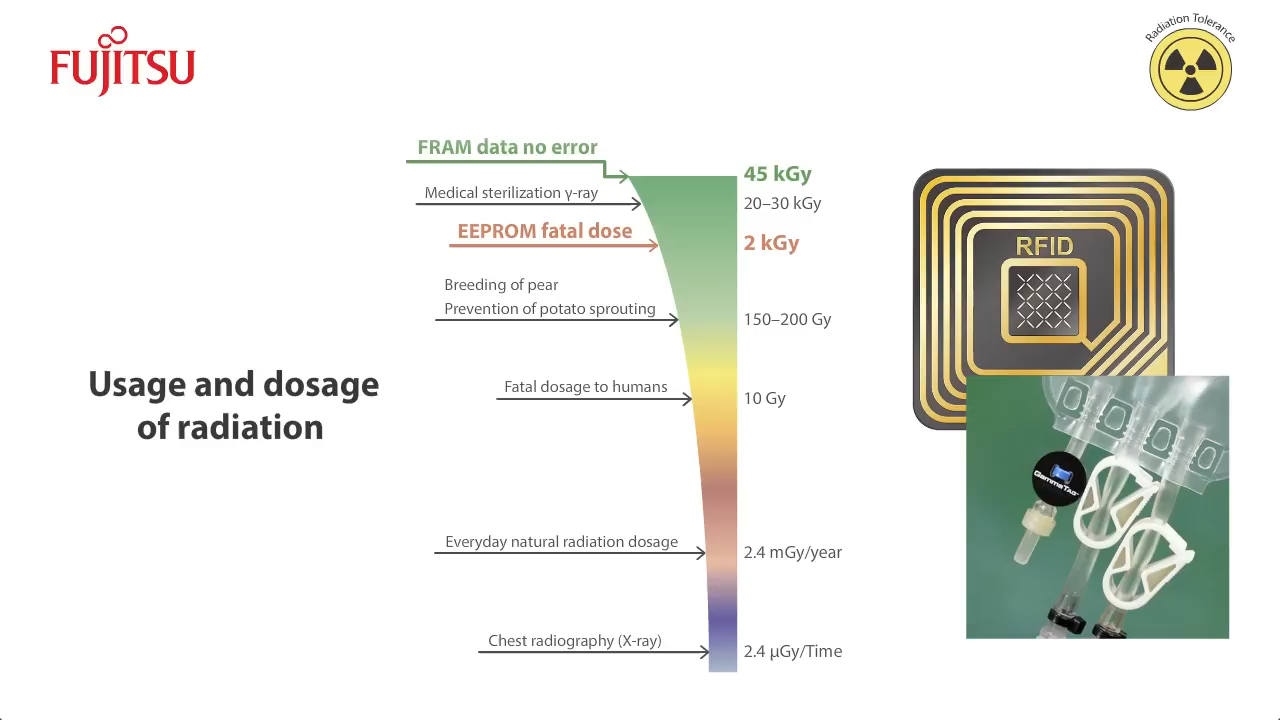 FUJITSU
Radiation Tolerance
FRAM data no error
45 kGy
Medical sterilization γ-ray
20–30 kGy
EEPROM fatal dose
2 kGy
Breeding of pear
Prevention of potato sprouting
150–200 Gy
Fatal dosage to humans
10 Gy
Everyday natural radiation dosage
2.4 mGy/year
Chest radiography (X-ray)
2.4 μGy/Time
Usage and dosage
of radiation
RFID
GammaTag™